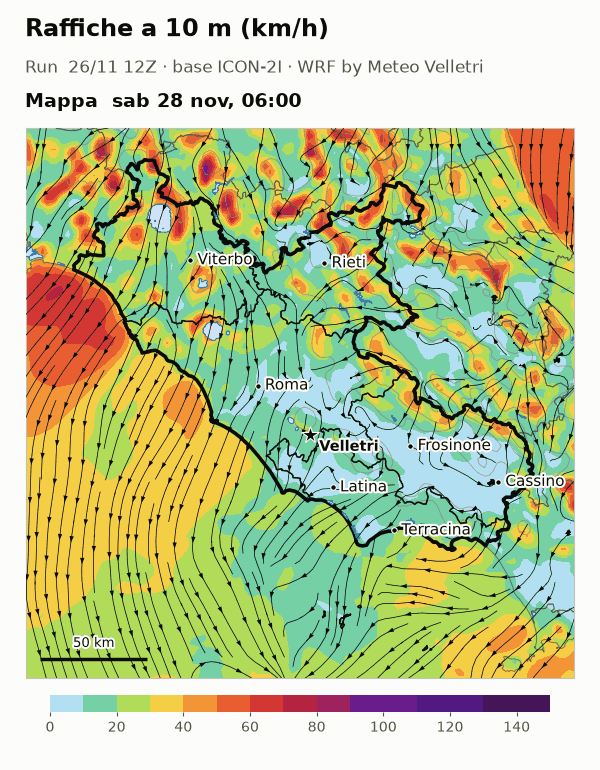 Raffiche a 10 m (km/h)
Run  26/11 12Z · base ICON-2I · WRF by Meteo Velletri
Mappa  sab 28 nov, 06:00
Viterbo
Rieti
Roma
Velletri
Frosinone
Cassino
Latina
Terracina
50 km
0 20 40 60 80 100 120 140